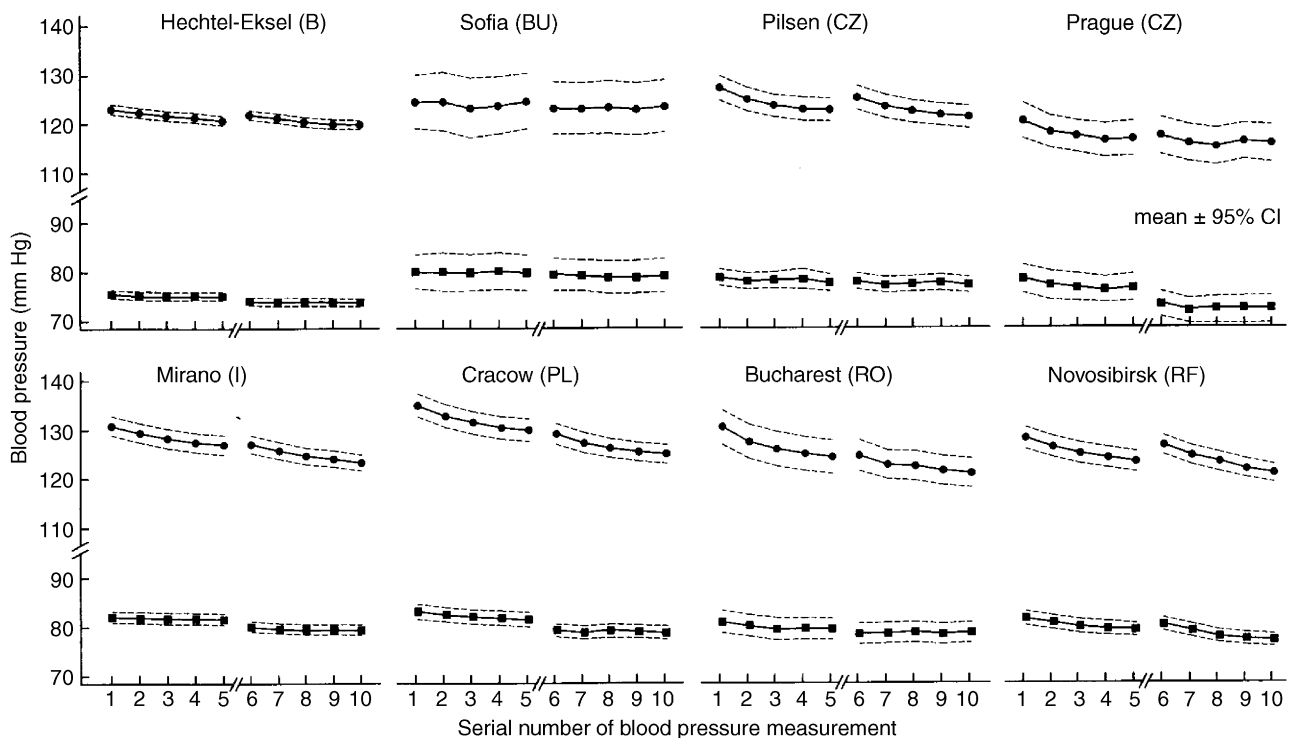 Hechtel-Eksel (B) Sofia (BU) Pilsen (CZ) Prague (CZ)
140
130
120
110
90
80
70
mean ± 95% CI
Blood pressure (mm Hg)
Mirano (I) Cracow (PL) Bucharest (RO) Novosibirsk (RF)
140
130
120
110
90
80
70
1 2 3 4 5 6 7 8 9 10 1 2 3 4 5 6 7 8 9 10 1 2 3 4 5 6 7 8 9 10 1 2 3 4 5 6 7 8 9 10
Serial number of blood pressure measurement